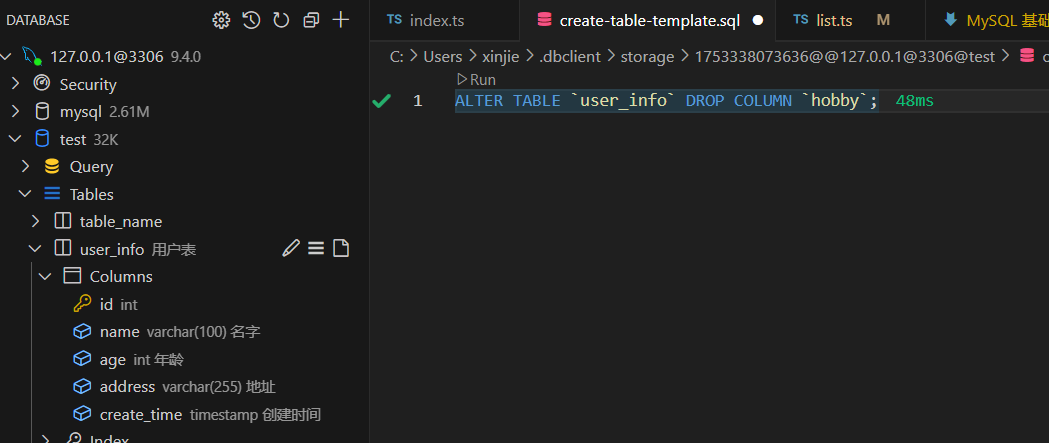 DATABASE
TS index.ts
create-table-template.sql
TS list.ts M
MySQL 基础
127.0.0.1@3306 9.4.0
C: > Users > xinjie > .dbclient > storage > 1753338073636@@127.0.0.1@3306@test >
Run
Security
1 ALTER TABLE `user_info` DROP COLUMN `hobby`; 48ms
mysql 2.61M
test 32K
Query
Tables
table_name
user_info 用户表
Columns
id int
name varchar(100) 名字
age int 年龄
address varchar(255) 地址
create_time timestamp 创建时间
Index